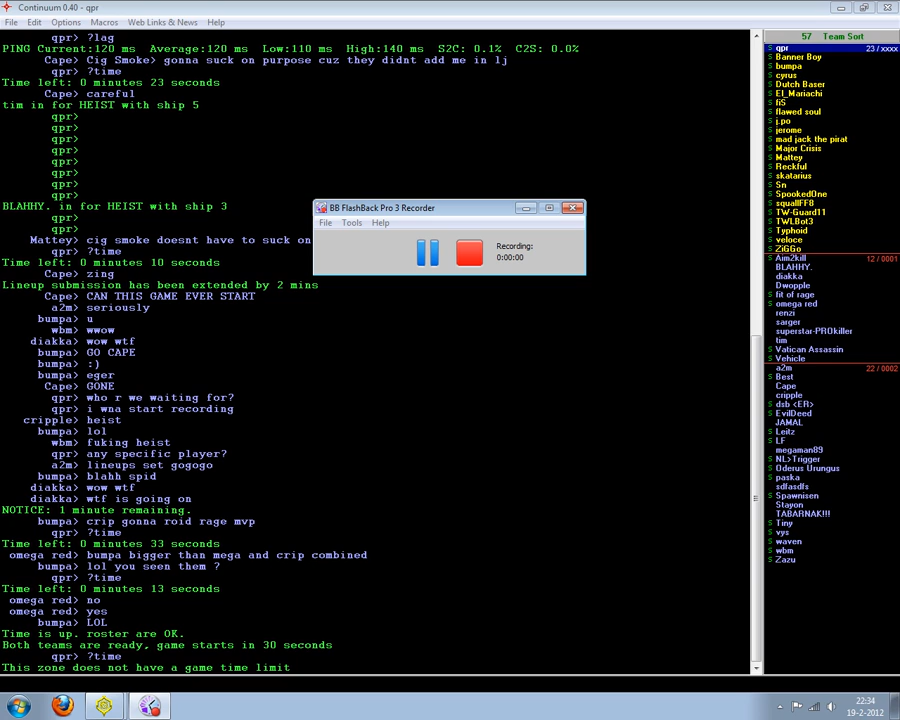 Continuum 0.40 - qpr
File Edit Options Macros Web Links & News Help
qpr> ?lag
PING Current:120 ms Average:120 ms Low:110 ms High:140 ms S2C: 0.1% C2S: 0.0%
Cape> Cig Smoke> gonna suck on purpose cuz they didnt add me in lj
qpr> ?time
Time left: 0 minutes 23 seconds
Cape> careful
tim in for HEIST with ship 5
qpr>
qpr>
qpr>
qpr>
qpr>
qpr>
qpr>
qpr>
BLAHHY. in for HEIST with ship 3
qpr>
qpr>
Mattey> cig smoke doesnt have to suck on
qpr> ?time
Time left: 0 minutes 10 seconds
Cape> zing
Lineup submission has been extended by 2 mins
Cape> CAN THIS GAME EVER START
a2m> seriously
bumpa> u
wbm> wwow
diakka> wow wtf
bumpa> GO CAPE
bumpa> :)
bumpa> eger
Cape> GONE
qpr> who r we waiting for?
qpr> i wna start recording
cripple> heist
bumpa> lol
wbm> fuking heist
qpr> any specific player?
a2m> lineups set gogogo
bumpa> blahh spid
diakka> wow wtf
diakka> wtf is going on
NOTICE: 1 minute remaining.
bumpa> crip gonna roid rage mvp
qpr> ?time
Time left: 0 minutes 33 seconds
omega red> bumpa bigger than mega and crip combined
bumpa> lol you seen them ?
qpr> ?time
Time left: 0 minutes 13 seconds
omega red> no
omega red> yes
bumpa> LOL
Time is up. roster are OK.
Both teams are ready, game starts in 30 seconds
qpr> ?time
This zone does not have a game time limit
BB FlashBack Pro 3 Recorder
File Tools Help
Recording:
0:00:00
57 Team Sort
S qpr 23 / xxxx
S Banner Boy
S bumpa
S cyrus
S Dutch Baser
S El_Mariachi
S fiS
S flawed soul
S j.po
S jerome
S mad jack the pirat
S Major Crisis
S Mattey
S Reckful
S skatarius
S Sn
S SpookedOne
S squallFF8
S TW-Guard11
S TWLBot3
S Typhoid
S veloce
S ZiGGo
S Aim2kill 12 / 0001
BLAHHY.
diakka
Dwopple
S fit of rage
S omega red
renzi
sarger
superstar-PROkiller
tim
S Vatican Assassin
S Vehicle
a2m 22 / 0002
S Best
Cape
cripple
S dsb <ER>
S EvilDeed
JAMAL
S Leitz
S LF
megaman89
S NL>Trigger
S Oderus Urungus
S paska
sdfasdfs
S Spawnisen
Stayon
TABARNAK!!!
S Tiny
S vys
S waven
S wbm
S Zazu
22:34
19-2-2012